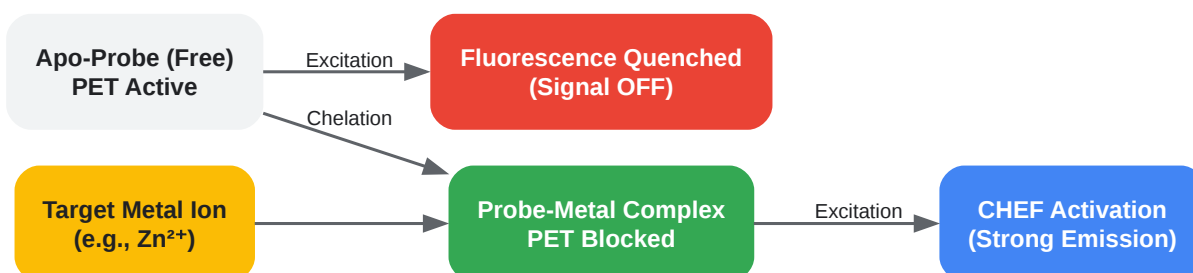 Apo-Probe (Free)
PET Active
Excitation
Fluorescence Quenched
(Signal OFF)
Chelation
Target Metal Ion
(e.g., Zn²⁺)
Probe-Metal Complex
PET Blocked
Excitation
CHEF Activation
(Strong Emission)